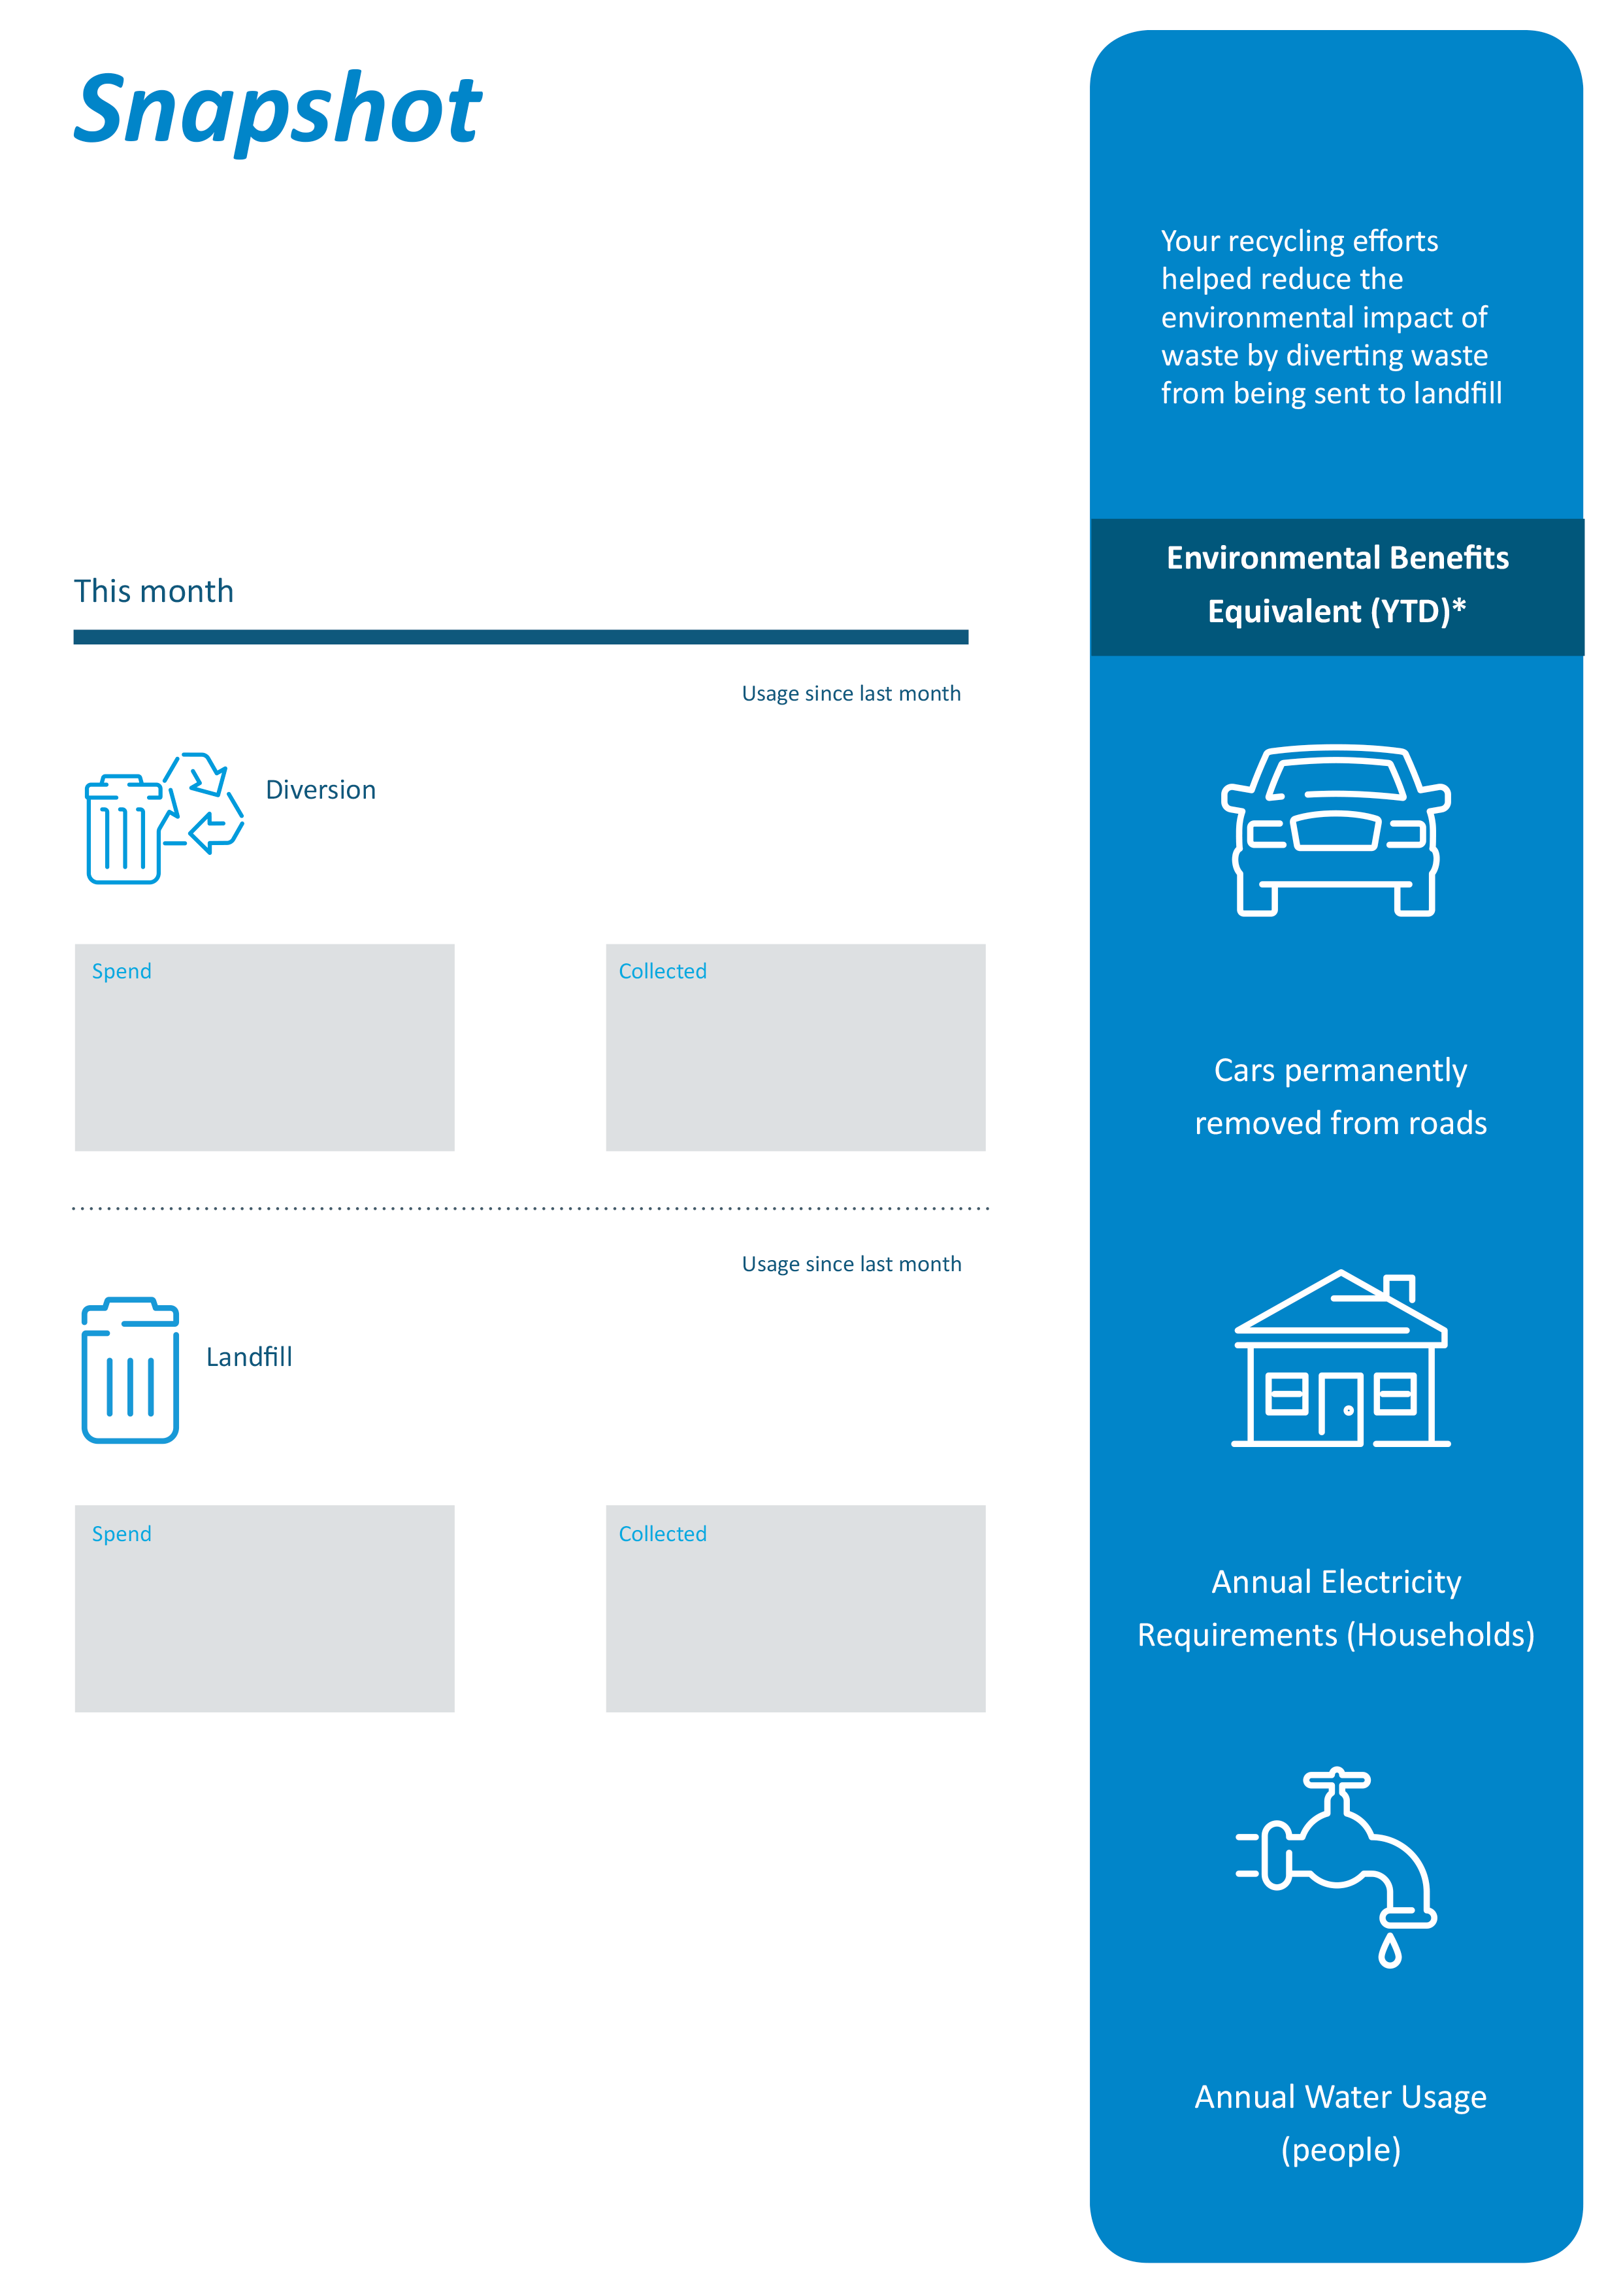 Snapshot
This month
Usage since last month
Diversion
Spend
Collected
Usage since last month
Landfill
Spend
Collected
Your recycling efforts
helped reduce the
environmental impact of
waste by diverting waste
from being sent to landfill
Environmental Benefits
Equivalent (YTD)*
Cars permanently
removed from roads
Annual Electricity
Requirements (Households)
Annual Water Usage
(people)